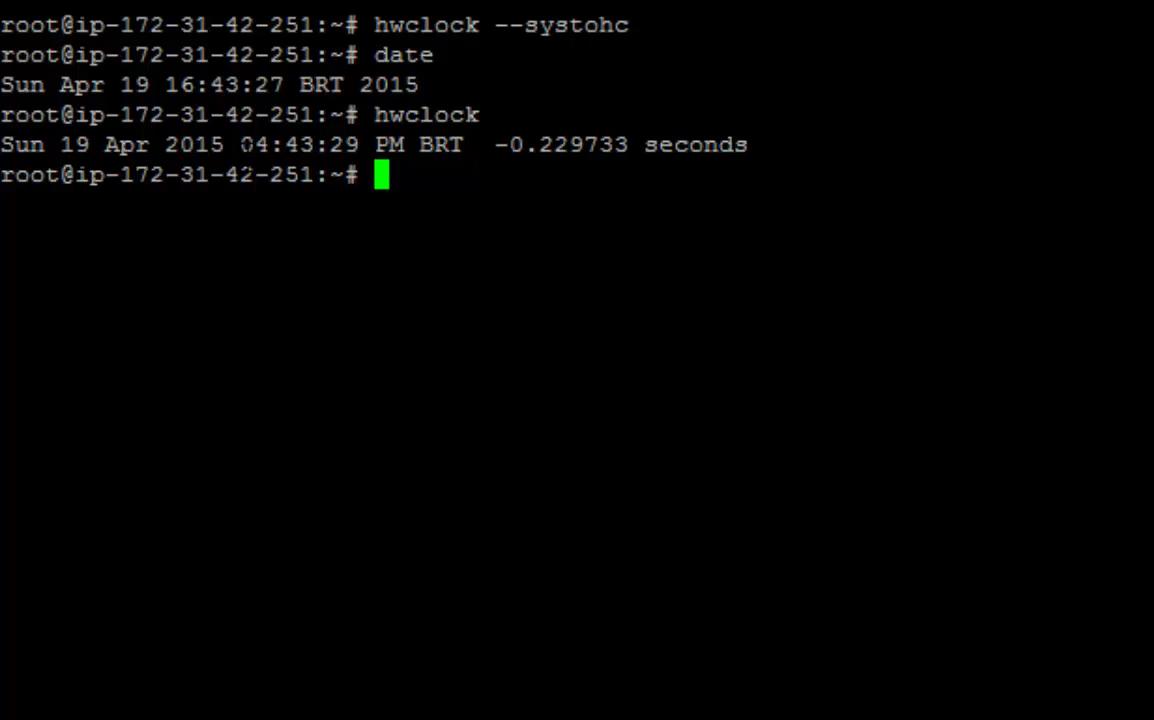 root@ip-172-31-42-251:~# hwclock --systohc
root@ip-172-31-42-251:~# date
Sun Apr 19 16:43:27 BRT 2015
root@ip-172-31-42-251:~# hwclock
Sun 19 Apr 2015 04:43:29 PM BRT  -0.229733 seconds
root@ip-172-31-42-251:~#